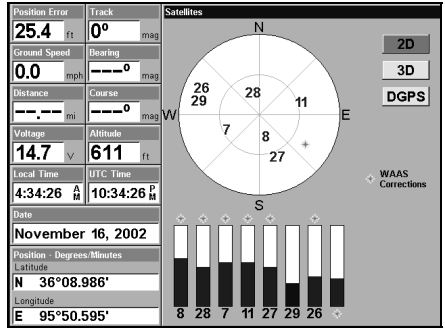 Position Error Track Satellites
25.4 ft 0° mag
Ground Speed Bearing
0.0 mph ---° mag
Distance Course
---.-- mi ---° mag
Voltage Altitude
14.7 V 611 ft
Local Time UTC Time
4:34:26 AM 10:34:26 PM
Date
November 16, 2002
Position - Degrees/Minutes
Latitude
N 36°08.986'
Longitude
E 95°50.595'
N
W E
S
26
29
28
11
7
8
27
2D
3D
DGPS
WAAS
Corrections
8 28 7 11 27 29 26